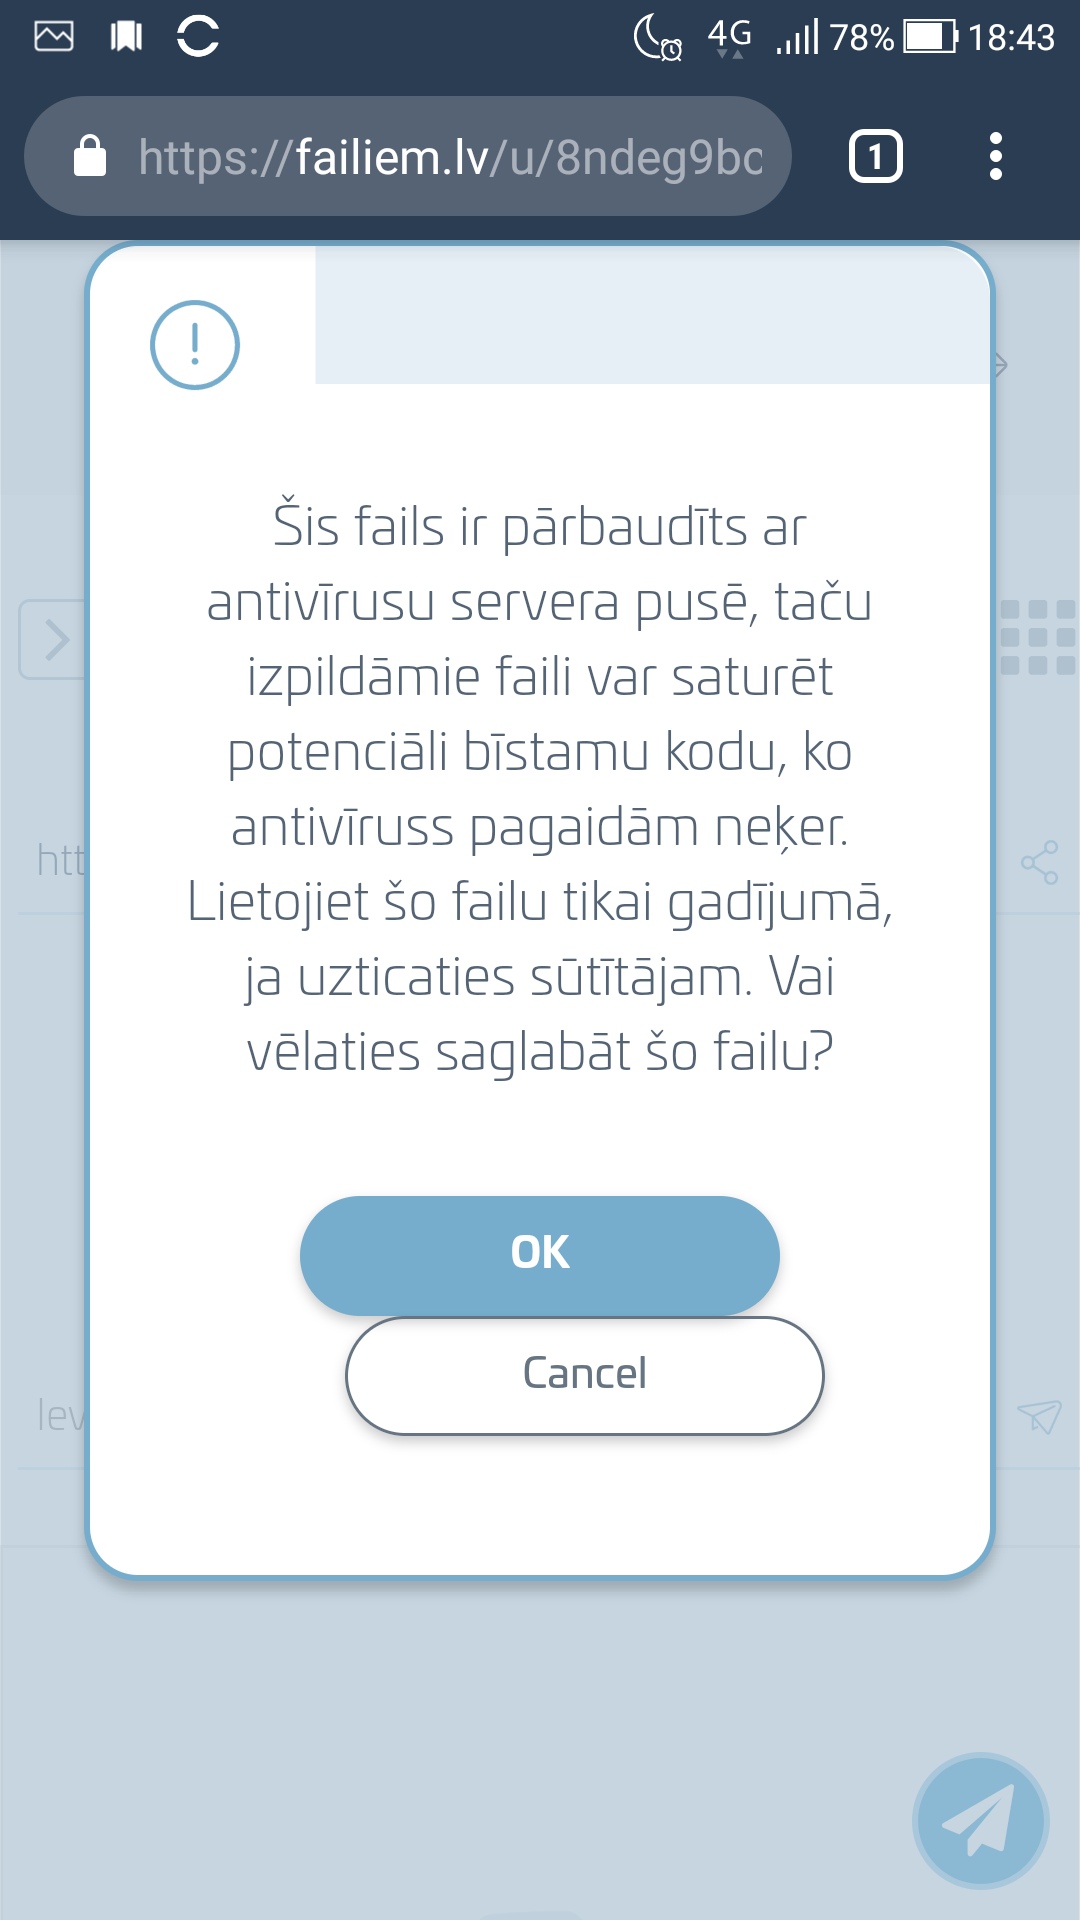 4G 78% 18:43
https://failiem.lv/u/8ndeg9bc
1
Šis fails ir pārbaudīts ar
antivīrusu servera pusē, taču
izpildāmie faili var saturēt
potenciāli bīstamu kodu, ko
antivīruss pagaidām neķer.
Lietojiet šo failu tikai gadījumā,
ja uzticaties sūtītājam. Vai
vēlaties saglabāt šo failu?
htt
OK
Cancel